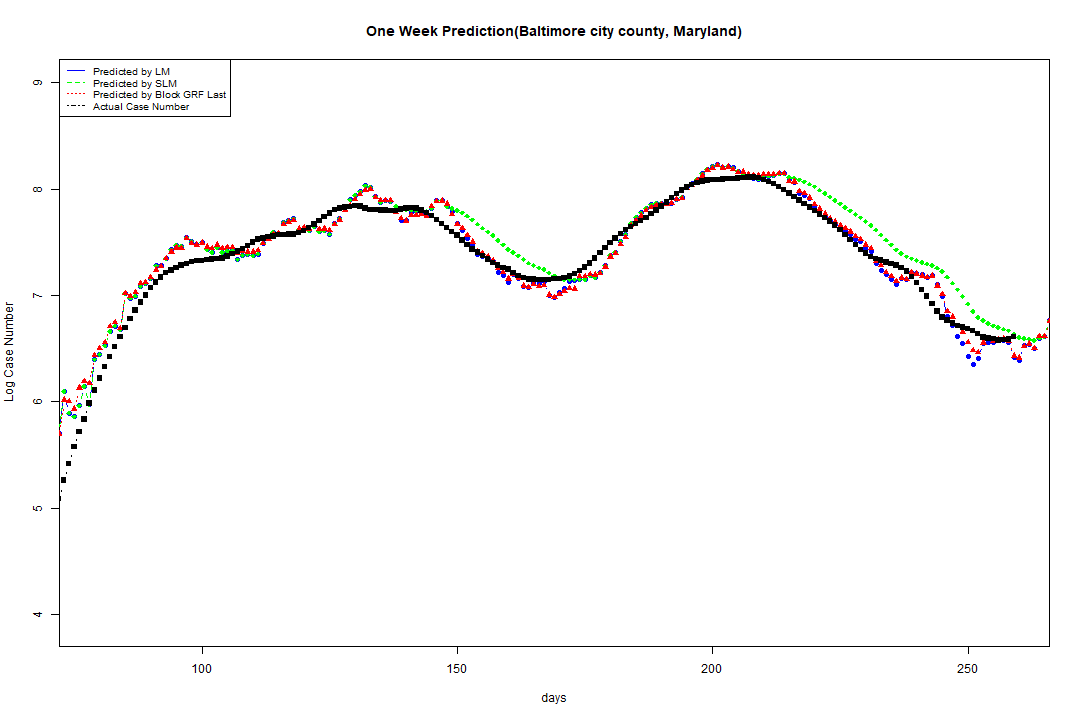 One Week Prediction(Baltimore city county, Maryland)
Predicted by LM
Predicted by SLM
Predicted by Block GRF Last
Actual Case Number
9
8
7
6
5
4
Log Case Number
100 150 200 250
days